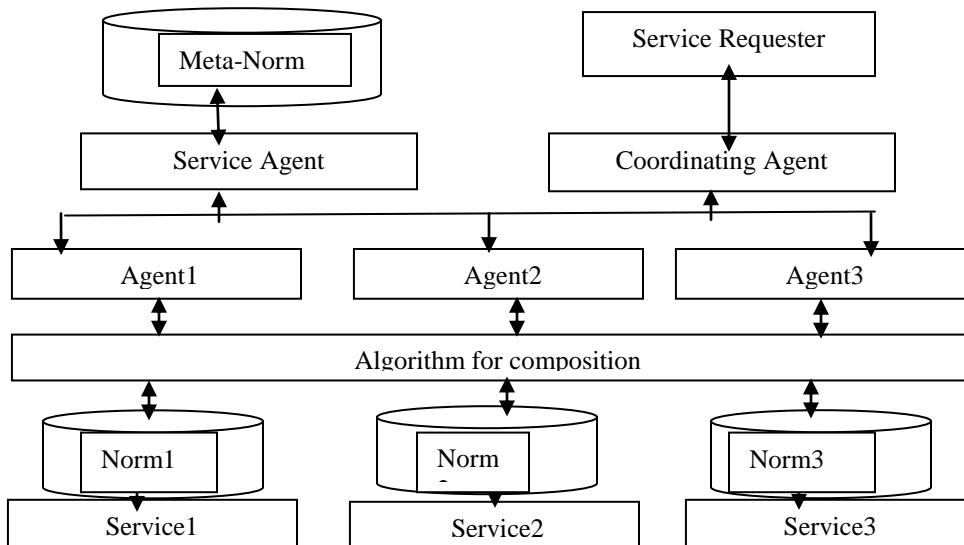 Meta-Norm
Service Requester
Service Agent
Coordinating Agent
Agent1
Agent2
Agent3
Algorithm for composition
Norm1
Norm
Norm3
Service1
Service2
Service3